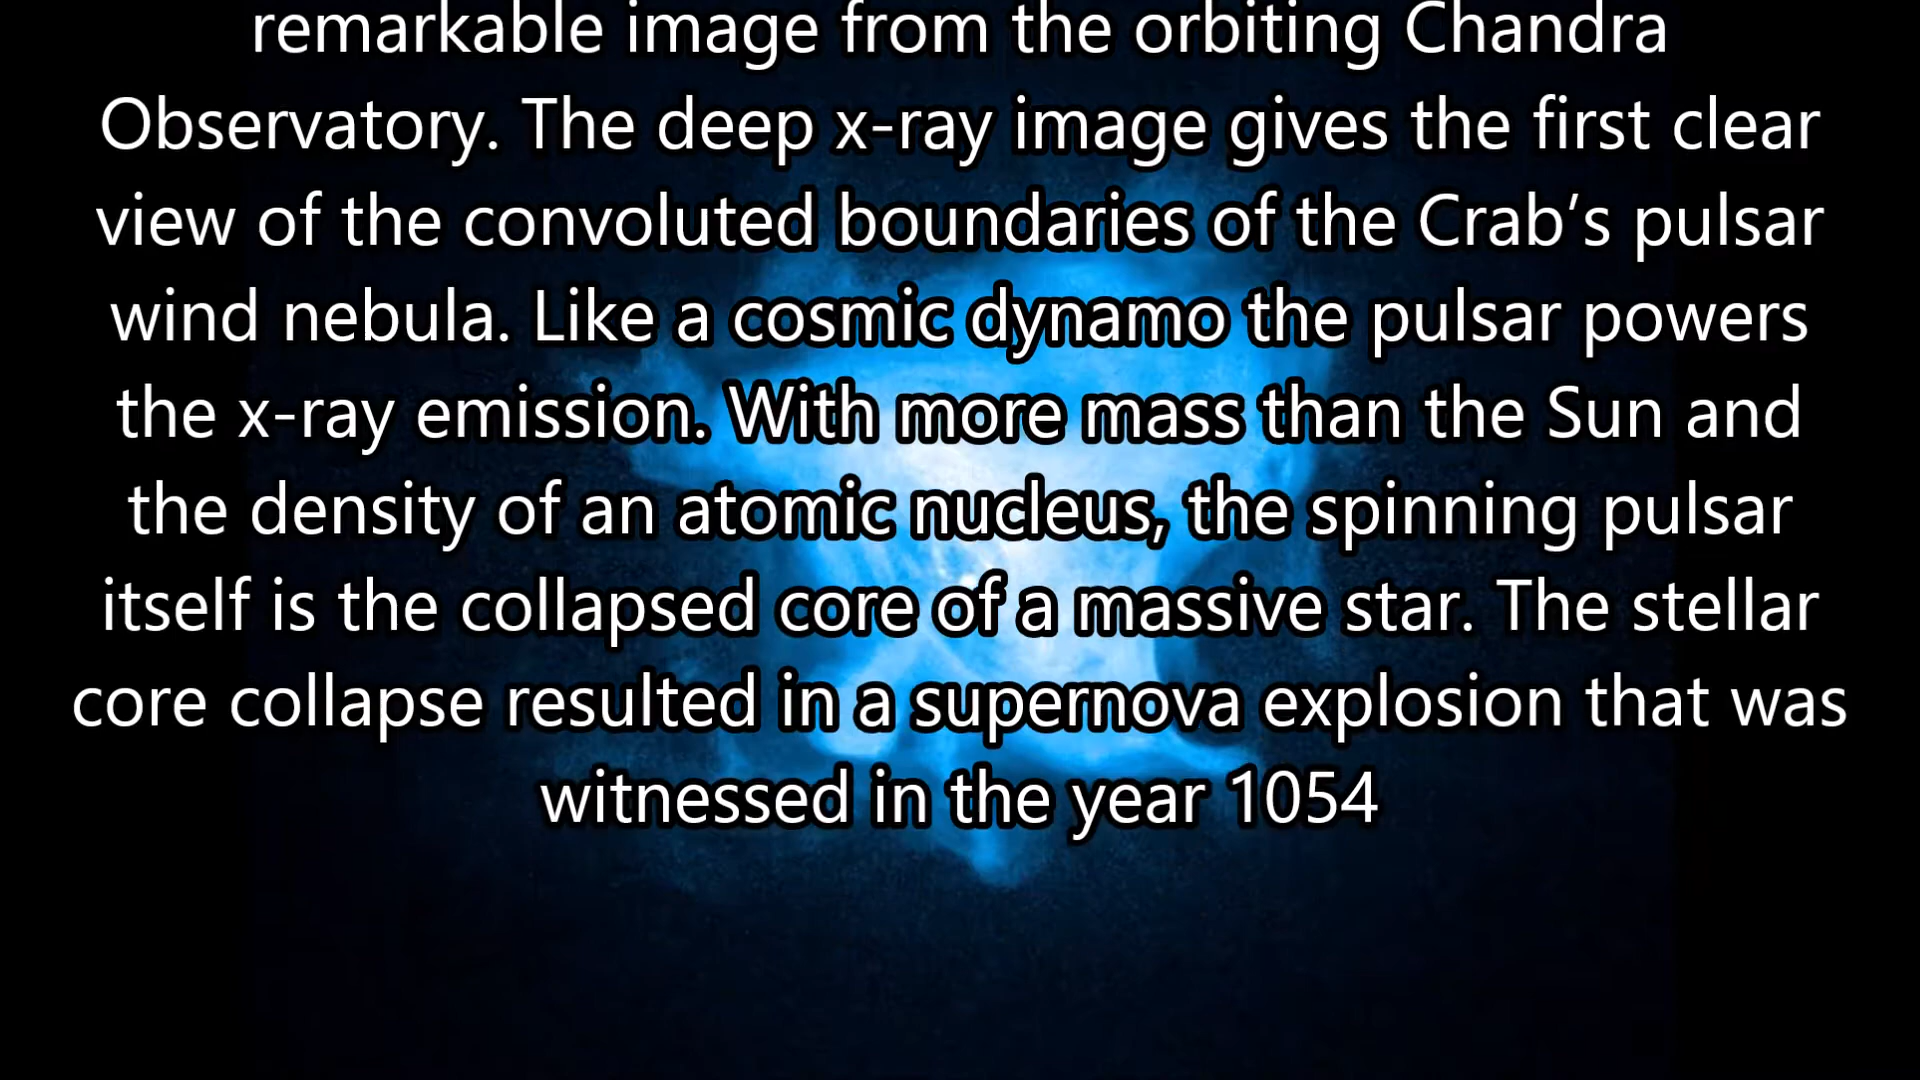 remarkable image from the orbiting Chandra
Observatory. The deep x-ray image gives the first clear
view of the convoluted boundaries of the Crab’s pulsar
wind nebula. Like a cosmic dynamo the pulsar powers
the x-ray emission. With more mass than the Sun and
the density of an atomic nucleus, the spinning pulsar
itself is the collapsed core of a massive star. The stellar
core collapse resulted in a supernova explosion that was
witnessed in the year 1054